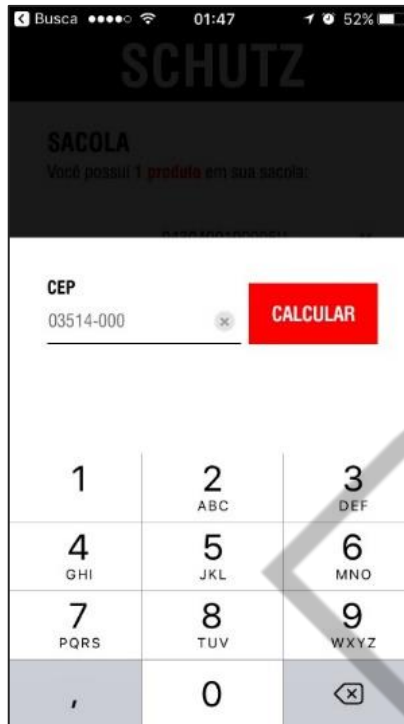 Busca 01:47 52%
SCHUTZ
SACOLA
Você possui 1 produto em sua sacola:
CEP
03514-000
CALCULAR
1 2 3
ABC DEF
4 5 6
GHI JKL MNO
7 8 9
PQRS TUV WXYZ
, 0